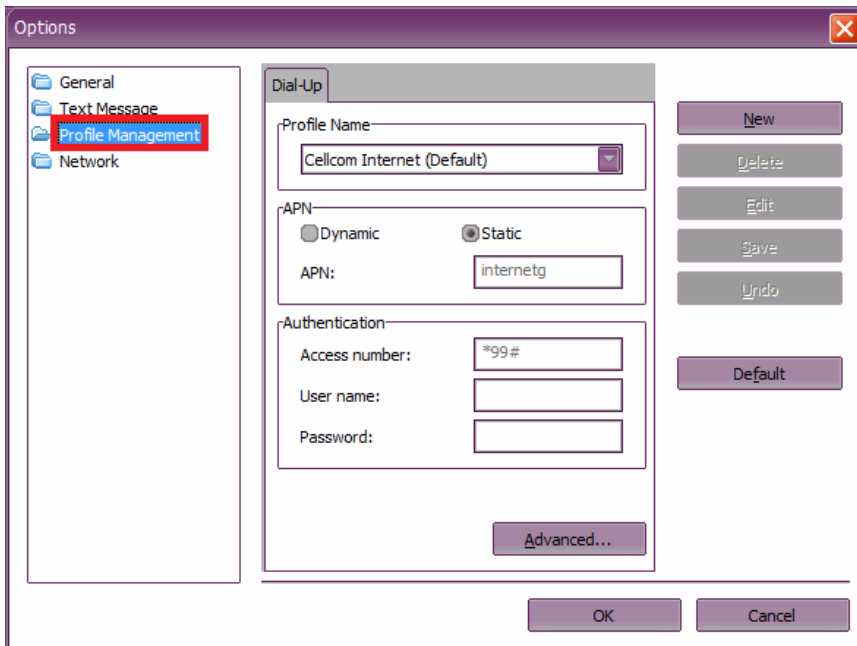 Options
General
Text Message
Profile Management
Network
Dial-Up
Profile Name
Cellcom Internet (Default)
APN
Dynamic
Static
APN:
internetg
Authentication
Access number:
*99#
User name:
Password:
Advanced...
New
Delete
Edit
Save
Undo
Default
OK
Cancel